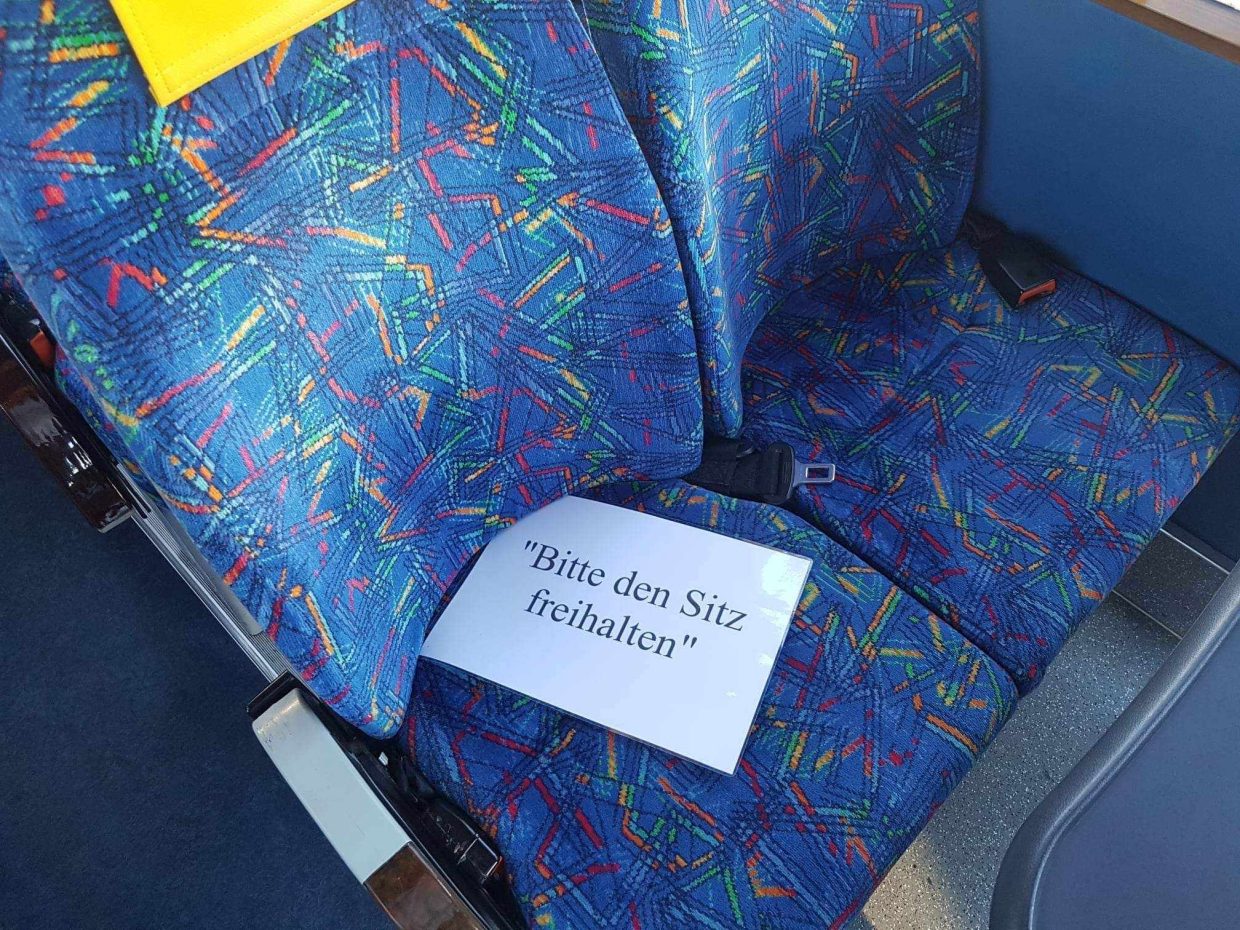 "Bitte den Sitz
freihalten"